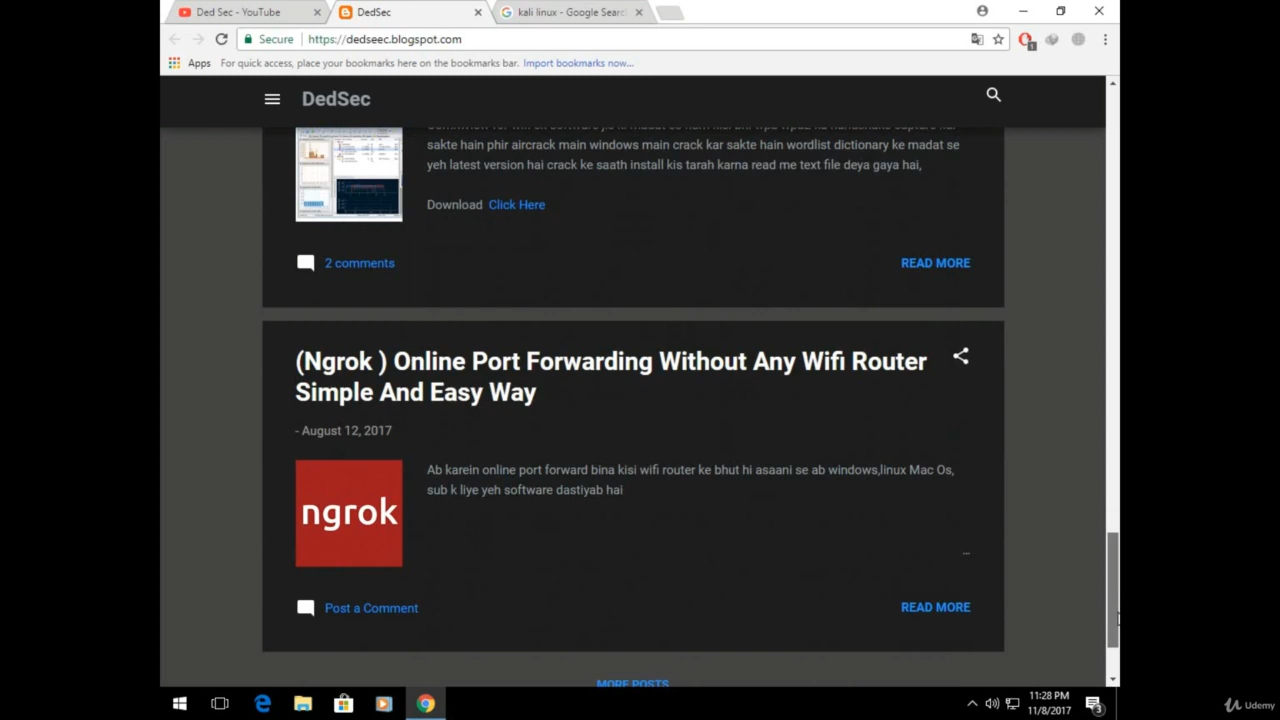 Ded Sec - YouTube
DedSec
kali linux - Google Searc
Secure
https://dedseec.blogspot.com
1
Apps
For quick access, place your bookmarks here on the bookmarks bar.
Import bookmarks now...
DedSec
sakte hain phir aircrack main windows main crack kar sakte hain wordlist dictionary ke madat se
yeh latest version hai crack ke saath install kis tarah karna read me text file deya gaya hai,
Download Click Here
2 comments
READ MORE
(Ngrok ) Online Port Forwarding Without Any Wifi Router
Simple And Easy Way
- August 12, 2017
ngrok
Ab karein online port forward bina kisi wifi router ke bhut hi asaani se ab windows,linux Mac Os,
sub k liye yeh software dastiyab hai
...
Post a Comment
READ MORE
MORE POSTS
11:28 PM
11/8/2017
3
Udemy